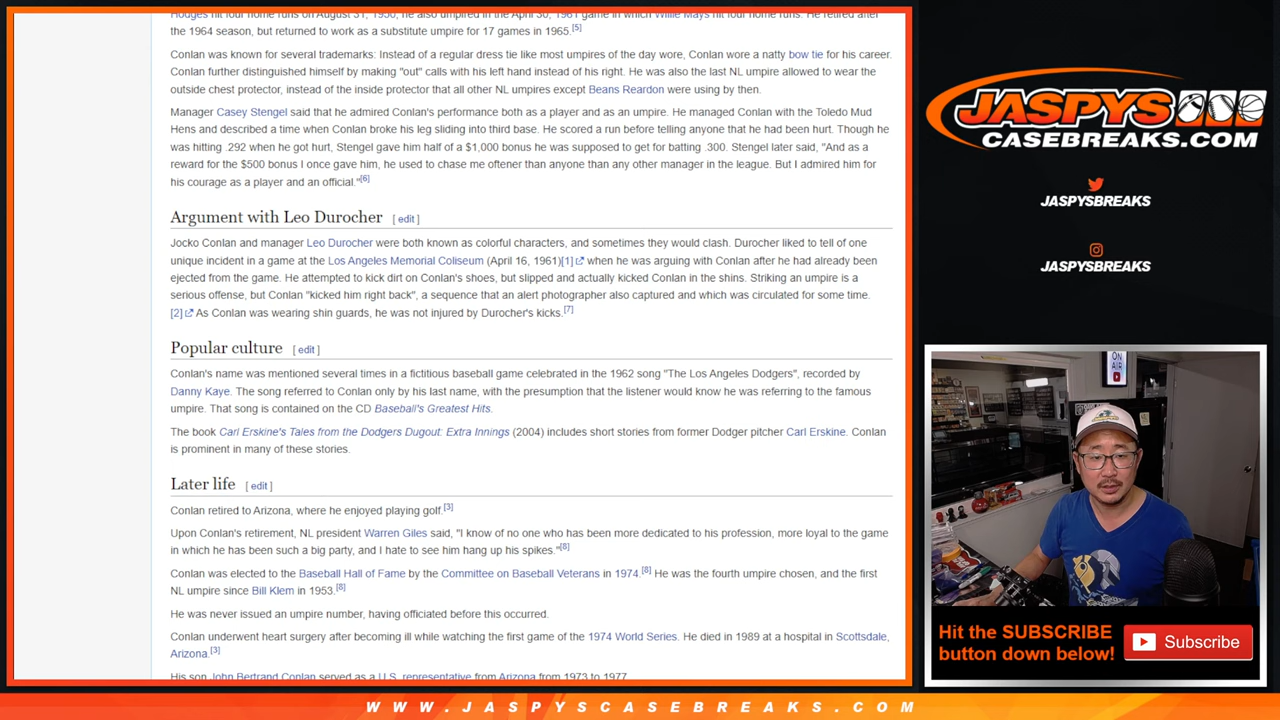 Hodges hit four home runs on August 31, 1950; he also umpired in the April 30, 1961 game in which Willie Mays hit four home runs. He retired after
the 1964 season, but returned to work as a substitute umpire for 17 games in 1965.[5]
Conlan was known for several trademarks: Instead of a regular dress tie like most umpires of the day wore, Conlan wore a natty bow tie for his career.
Conlan further distinguished himself by making "out" calls with his left hand instead of his right. He was also the last NL umpire allowed to wear the
outside chest protector, instead of the inside protector that all other NL umpires except Beans Reardon were using by then.
Manager Casey Stengel said that he admired Conlan's performance both as a player and as an umpire. He managed Conlan with the Toledo Mud
Hens and described a time when Conlan broke his leg sliding into third base. He scored a run before telling anyone that he had been hurt. Though he
was hitting .292 when he got hurt, Stengel gave him half of a $1,000 bonus he was supposed to get for batting .300. Stengel later said, "And as a
reward for the $500 bonus I once gave him, he used to chase me oftener than anyone than any other manager in the league. But I admired him for
his courage as a player and an official."[6]
Argument with Leo Durocher [ edit ]
Jocko Conlan and manager Leo Durocher were both known as colorful characters, and sometimes they would clash. Durocher liked to tell of one
unique incident in a game at the Los Angeles Memorial Coliseum (April 16, 1961)[1] when he was arguing with Conlan after he had already been
ejected from the game. He attempted to kick dirt on Conlan's shoes, but slipped and actually kicked Conlan in the shins. Striking an umpire is a
serious offense, but Conlan "kicked him right back", a sequence that an alert photographer also captured and which was circulated for some time.
[2] As Conlan was wearing shin guards, he was not injured by Durocher's kicks.[7]
Popular culture [ edit ]
Conlan's name was mentioned several times in a fictitious baseball game celebrated in the 1962 song "The Los Angeles Dodgers", recorded by
Danny Kaye. The song referred to Conlan only by his last name, with the presumption that the listener would know he was referring to the famous
umpire. That song is contained on the CD Baseball's Greatest Hits.
The book Carl Erskine's Tales from the Dodgers Dugout: Extra Innings (2004) includes short stories from former Dodger pitcher Carl Erskine. Conlan
is prominent in many of these stories.
Later life [ edit ]
Conlan retired to Arizona, where he enjoyed playing golf.[3]
Upon Conlan's retirement, NL president Warren Giles said, "I know of no one who has been more dedicated to his profession, more loyal to the game
in which he has been such a big party, and I hate to see him hang up his spikes."[8]
Conlan was elected to the Baseball Hall of Fame by the Committee on Baseball Veterans in 1974.[8] He was the fourth umpire chosen, and the first
NL umpire since Bill Klem in 1953.[8]
He was never issued an umpire number, having officiated before this occurred.
Conlan underwent heart surgery after becoming ill while watching the first game of the 1974 World Series. He died in 1989 at a hospital in Scottsdale,
Arizona.[3]
His son John Bertrand Conlan served as a U.S. representative from Arizona from 1973 to 1977.
JASPYS
CASEBREAKS.COM
JASPYSBREAKS
JASPYSBREAKS
ON
AIR
Hit the SUBSCRIBE
button down below!
Subscribe
WWW.JASPYSCASEBREAKS.COM